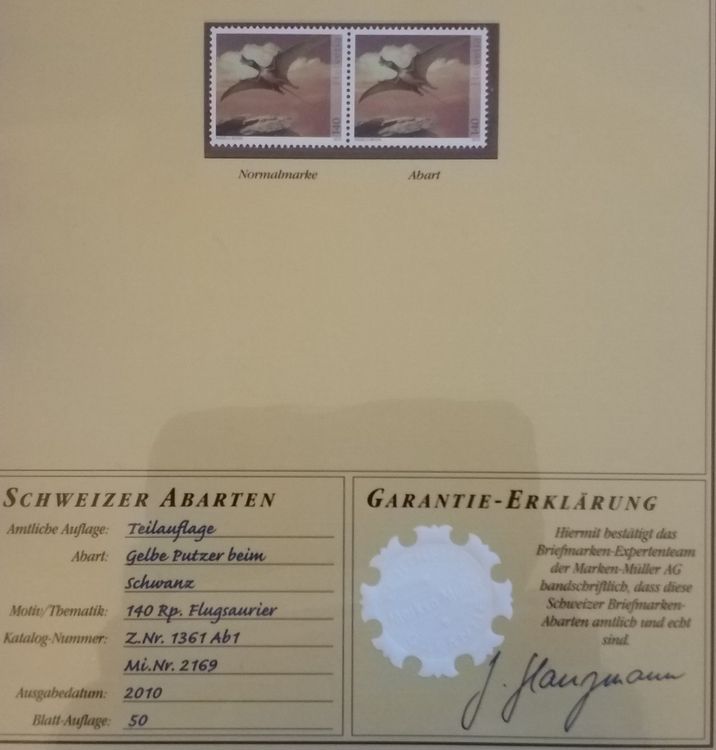 140
140
Normalmarke Abart
SCHWEIZER ABARTEN
Amtliche Auflage: Teilauflage
Abart: Gelbe Putzer beim
Schwanz
Motiv/Thematik: 140 Rp. Flugsaurier
Katalog-Nummer: Z.Nr. 1361 Ab1
Mi.Nr. 2169
Ausgabedatum: 2010
Blatt-Auflage: 50
GARANTIE-ERKLÄRUNG
Hiermit bestätigt das
Briefmarken-Expertenteam
der Marken-Müller AG
handschriftlich, dass diese
Schweizer Briefmarken-
Abarten amtlich und echt
sind.